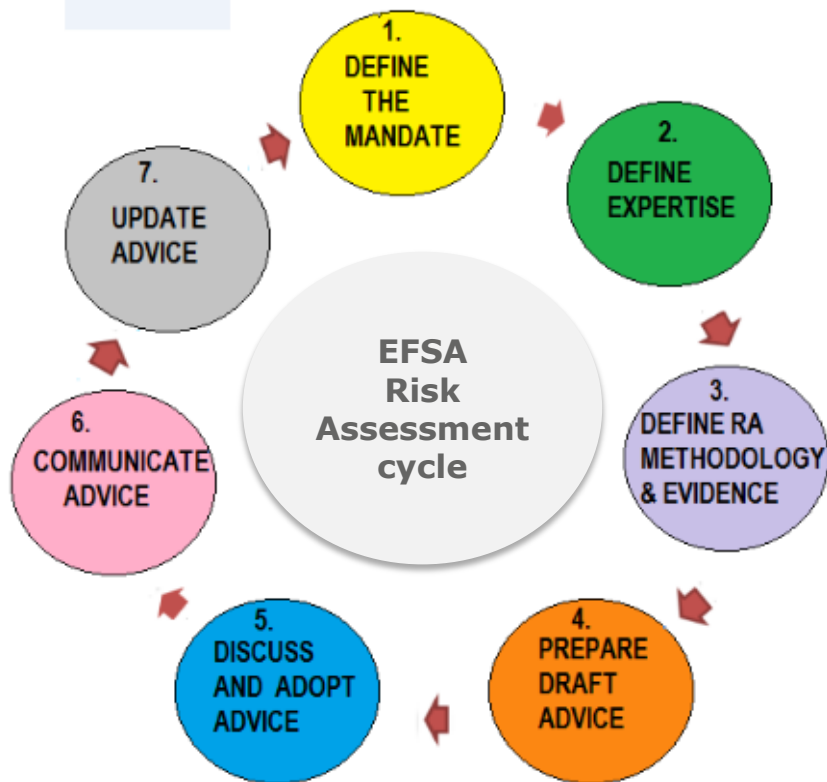 1.
DEFINE
THE
MANDATE
2.
DEFINE
EXPERTISE
3.
DEFINE RA
METHODOLOGY
& EVIDENCE
4.
PREPARE
DRAFT
ADVICE
5.
DISCUSS
AND ADOPT
ADVICE
6.
COMMUNICATE
ADVICE
7.
UPDATE
ADVICE
EFSA
Risk
Assessment
cycle